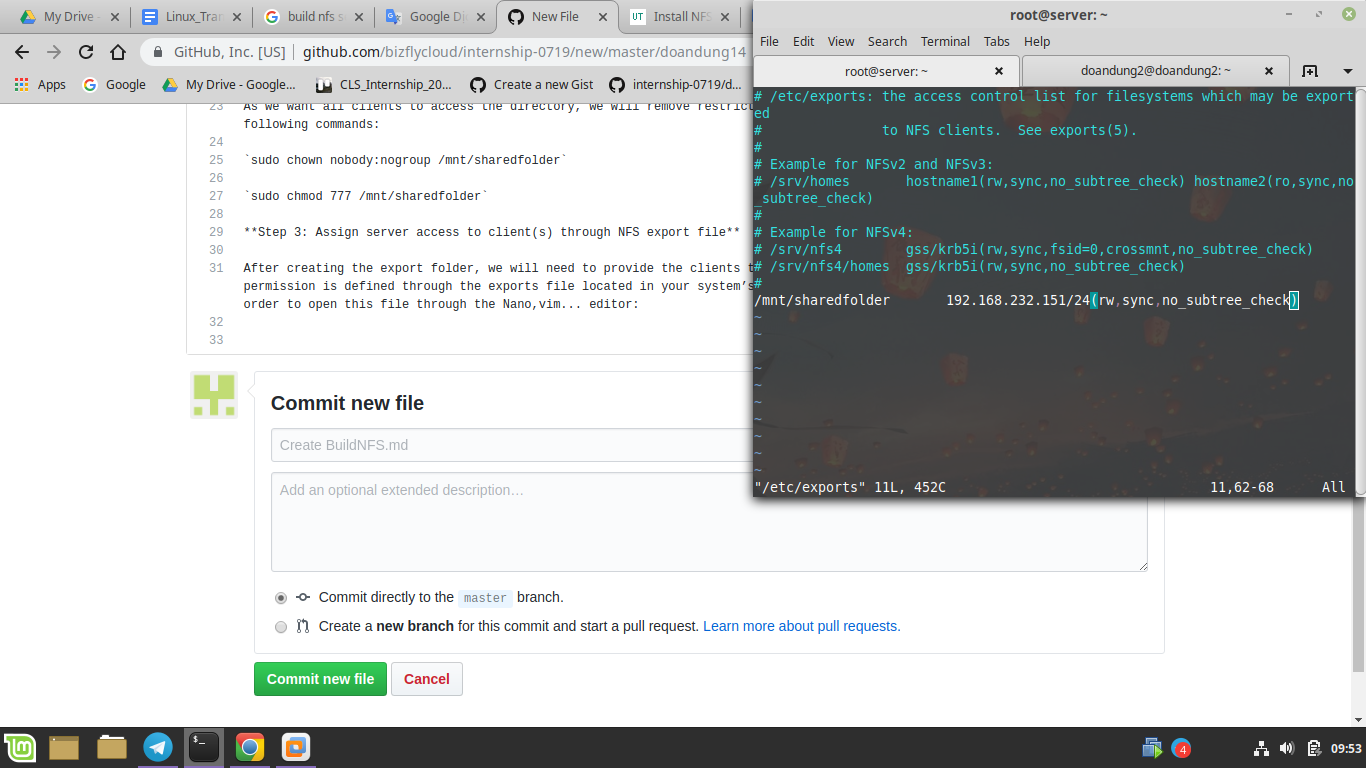 My Drive -
Linux_Tra
build nfs s
Google D
New File
Install NFS
GitHub, Inc. [US]
github.com/bizflycloud/internship-0719/new/master/doandung14
Apps
Google
My Drive - Google...
CLS_Internship_20...
Create a new Gist
internship-0719/d...
23 As we want all clients to access the directory, we will remove restrict
following commands:
24
25 `sudo chown nobody:nogroup /mnt/sharedfolder`
26
27 `sudo chmod 777 /mnt/sharedfolder`
28
29 **Step 3: Assign server access to client(s) through NFS export file**
30
31 After creating the export folder, we will need to provide the clients t
permission is defined through the exports file located in your system’s
order to open this file through the Nano,vim... editor:
32
33
Commit new file
Create BuildNFS.md
Add an optional extended description…
Commit directly to the master branch.
Create a new branch for this commit and start a pull request. Learn more about pull requests.
Commit new file
Cancel
root@server: ~
File Edit View Search Terminal Tabs Help
root@server: ~
doandung2@doandung2: ~
# /etc/exports: the access control list for filesystems which may be export
ed
# to NFS clients. See exports(5).
#
# Example for NFSv2 and NFSv3:
# /srv/homes hostname1(rw,sync,no_subtree_check) hostname2(ro,sync,no
_subtree_check)
#
# Example for NFSv4:
# /srv/nfs4 gss/krb5i(rw,sync,fsid=0,crossmnt,no_subtree_check)
# /srv/nfs4/homes gss/krb5i(rw,sync,no_subtree_check)
#
/mnt/sharedfolder 192.168.232.151/24(rw,sync,no_subtree_check)
~
~
~
~
~
~
~
~
~
~
"/etc/exports" 11L, 452C 11,62-68 All
4
09:53